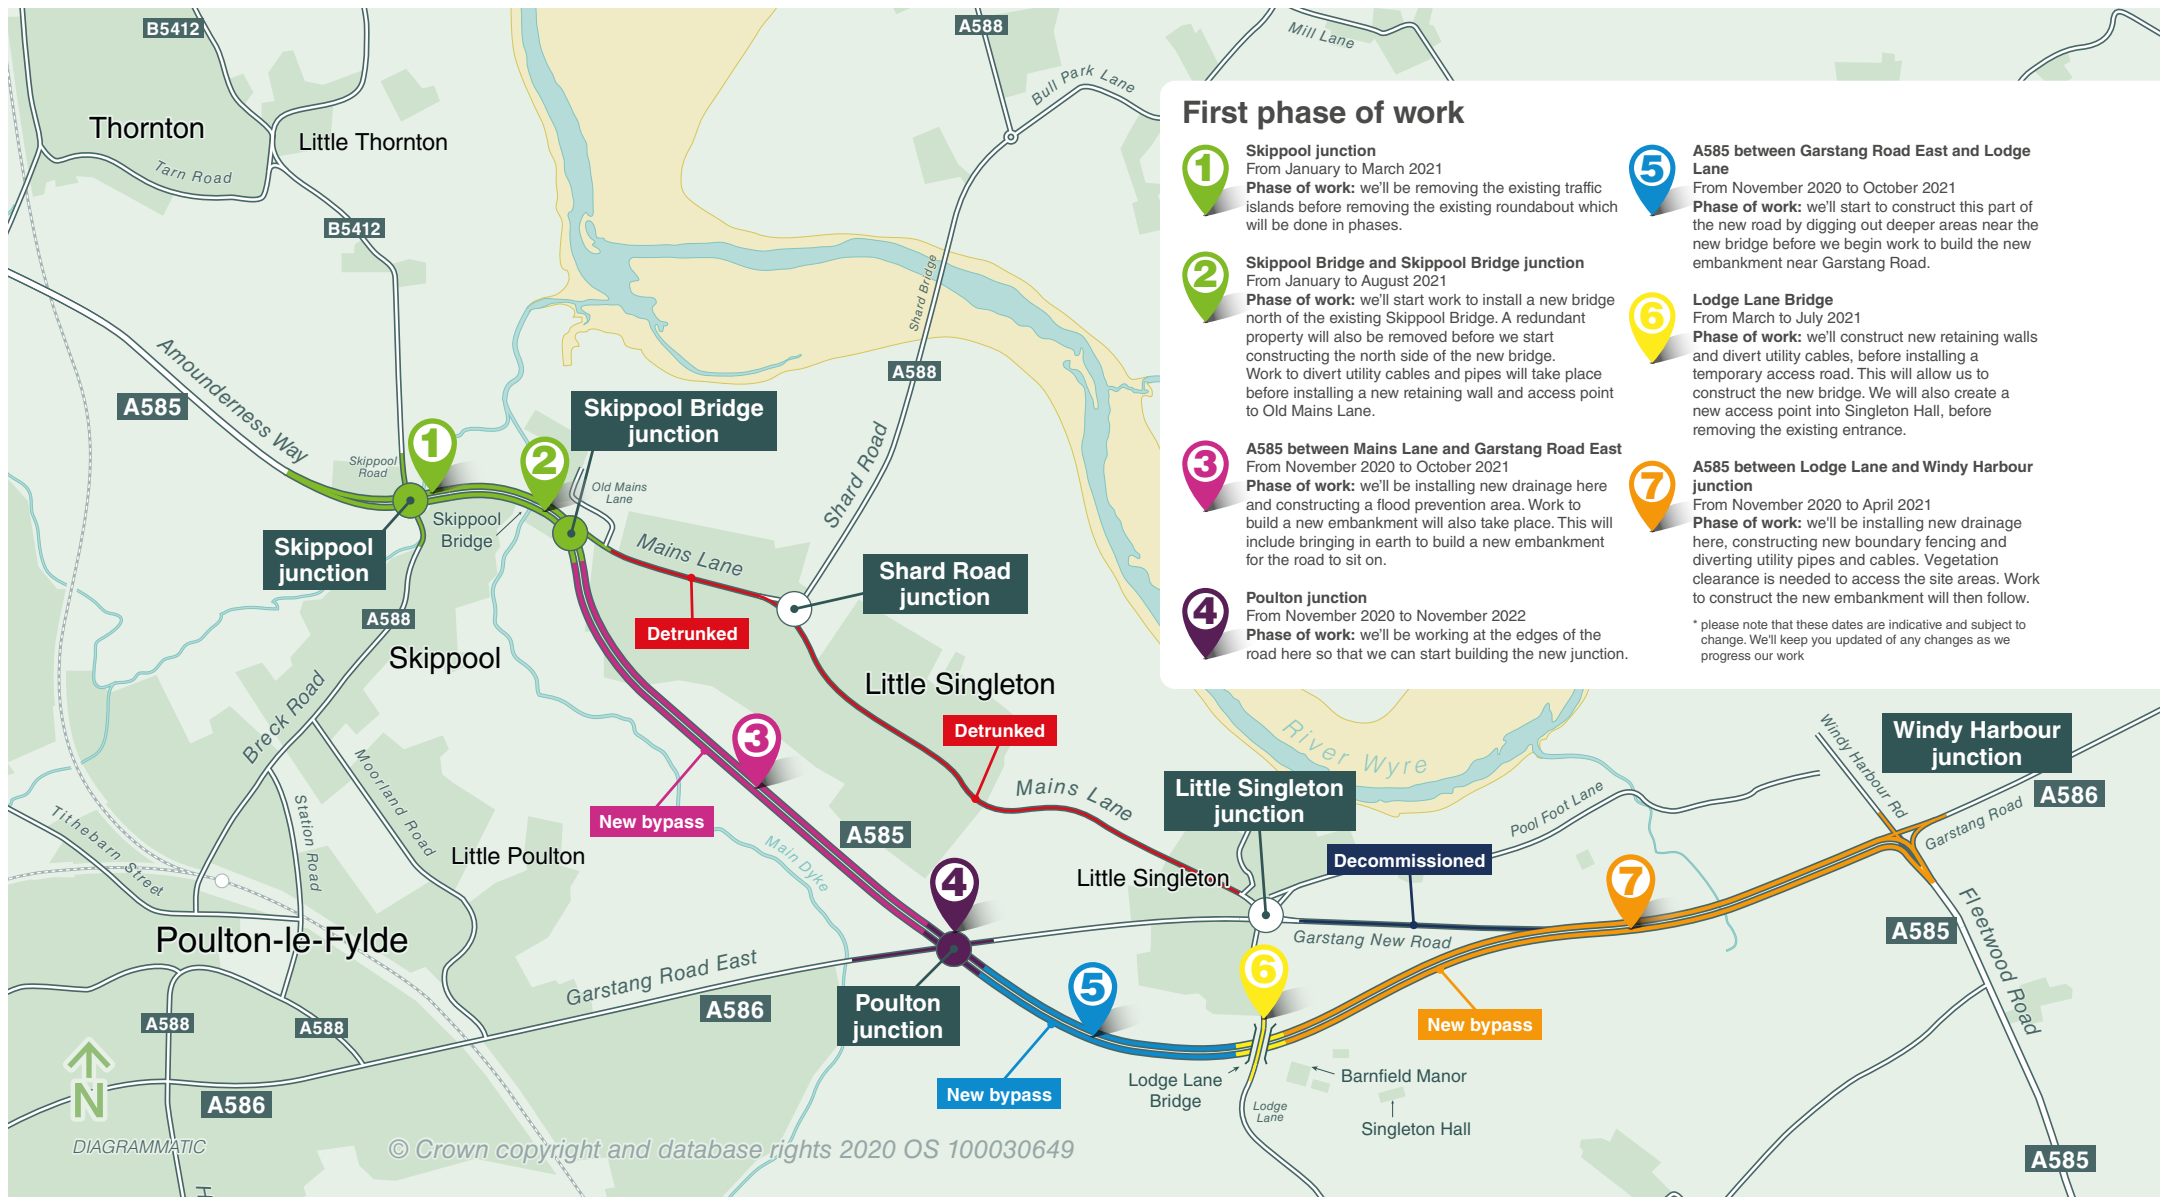 B5412
A588
Mill Lane
Bull Park Lane
Thornton
Little Thornton
Tarn Road
B5412
Shard Bridge
A588
Amounderness Way
A585
Skippool Bridge
junction
1
2
Skippool
Road
Old Mains
Lane
Skippool
Bridge
Skippool
junction
Mains Lane
Shard Road
Shard Road
junction
Detrunked
A588
Skippool
Little Singleton
Detrunked
Breck Road
3
Moorland Road
New bypass
Mains Lane
River Wyre
Little Singleton
junction
Windy Harbour Rd
Windy Harbour
junction
A586
Garstang Road
Pool Foot Lane
Tithebarn Street
Station Road
Little Poulton
A585
Main Dyke
4
Little Singleton
Decommissioned
7
Garstang New Road
A585
Fleetwood Road
Poulton-le-Fylde
Garstang Road East
A586
Poulton
junction
5
6
New bypass
New bypass
A588
A588
N
A586
DIAGRAMMATIC
Lodge Lane
Bridge
Lodge
Lane
Barnfield Manor
Singleton Hall
A585
H
© Crown copyright and database rights 2020 OS 100030649
First phase of work
1
Skippool junction
From January to March 2021
Phase of work: we'll be removing the existing traffic
islands before removing the existing roundabout which
will be done in phases.
2
Skippool Bridge and Skippool Bridge junction
From January to August 2021
Phase of work: we'll start work to install a new bridge
north of the existing Skippool Bridge. A redundant
property will also be removed before we start
constructing the north side of the new bridge.
Work to divert utility cables and pipes will take place
before installing a new retaining wall and access point
to Old Mains Lane.
3
A585 between Mains Lane and Garstang Road East
From November 2020 to October 2021
Phase of work: we'll be installing new drainage here
and constructing a flood prevention area. Work to
build a new embankment will also take place. This will
include bringing in earth to build a new embankment
for the road to sit on.
4
Poulton junction
From November 2020 to November 2022
Phase of work: we'll be working at the edges of the
road here so that we can start building the new junction.
5
A585 between Garstang Road East and Lodge
Lane
From November 2020 to October 2021
Phase of work: we'll start to construct this part of
the new road by digging out deeper areas near the
new bridge before we begin work to build the new
embankment near Garstang Road.
6
Lodge Lane Bridge
From March to July 2021
Phase of work: we'll construct new retaining walls
and divert utility cables, before installing a
temporary access road. This will allow us to
construct the new bridge. We will also create a
new access point into Singleton Hall, before
removing the existing entrance.
7
A585 between Lodge Lane and Windy Harbour
junction
From November 2020 to April 2021
Phase of work: we'll be installing new drainage
here, constructing new boundary fencing and
diverting utility pipes and cables. Vegetation
clearance is needed to access the site areas. Work
to construct the new embankment will then follow.
* please note that these dates are indicative and subject to
change. We'll keep you updated of any changes as we
progress our work